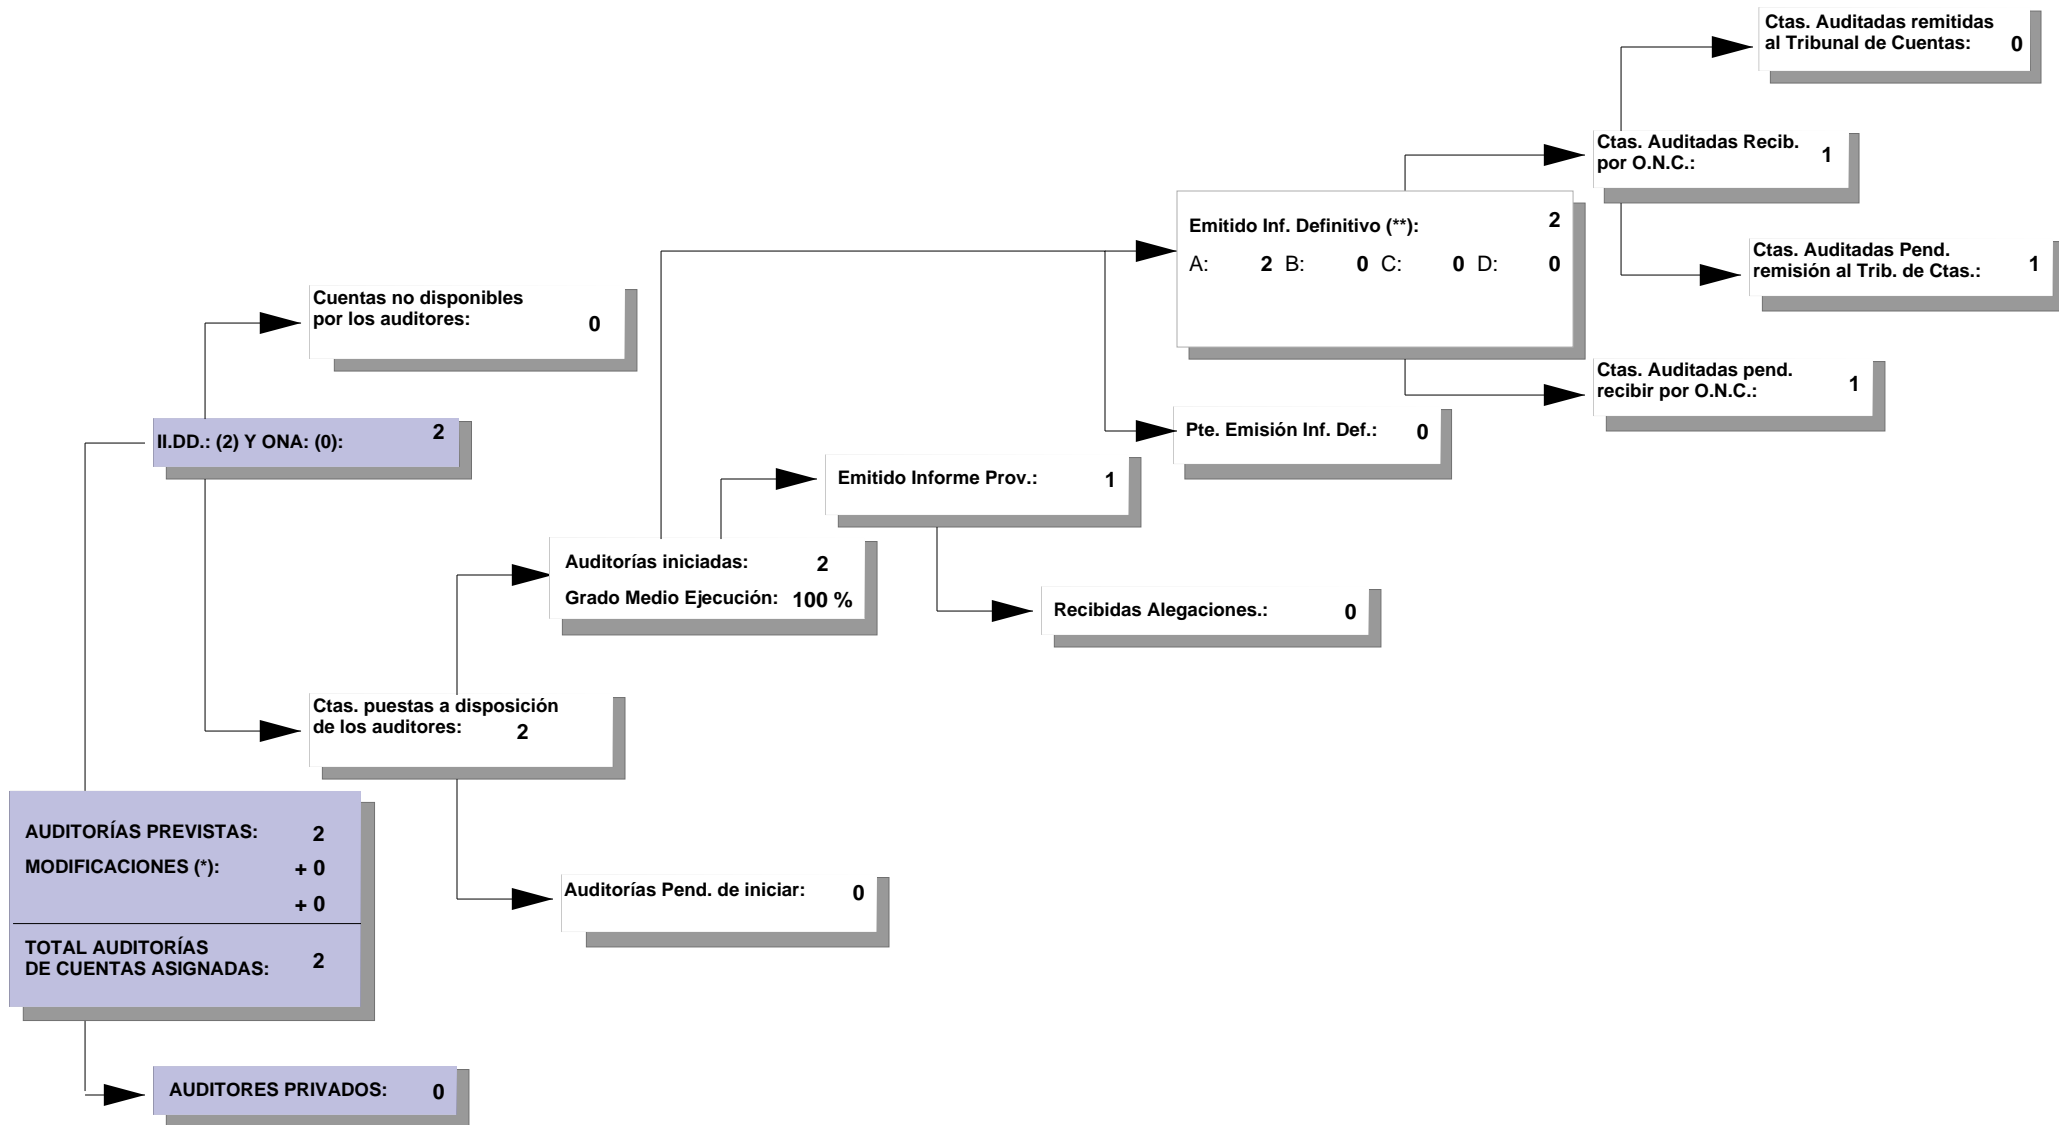 Ctas. Auditadas remitidas
al Tribunal de Cuentas: 0
Ctas. Auditadas Recib.
por O.N.C.: 1
Emitido Inf. Definitivo (**): 2
A: 2 B: 0 C: 0 D: 0
Ctas. Auditadas Pend.
remisión al Trib. de Ctas.: 1
Cuentas no disponibles
por los auditores: 0
Ctas. Auditadas pend.
recibir por O.N.C.: 1
II.DD.: (2) Y ONA: (0): 2
Pte. Emisión Inf. Def.: 0
Emitido Informe Prov.: 1
Auditorías iniciadas: 2
Grado Medio Ejecución: 100 %
Recibidas Alegaciones.: 0
Ctas. puestas a disposición
de los auditores: 2
AUDITORÍAS PREVISTAS: 2
MODIFICACIONES (*): + 0
+ 0
Auditorías Pend. de iniciar: 0
TOTAL AUDITORÍAS
DE CUENTAS ASIGNADAS: 2
AUDITORES PRIVADOS: 0